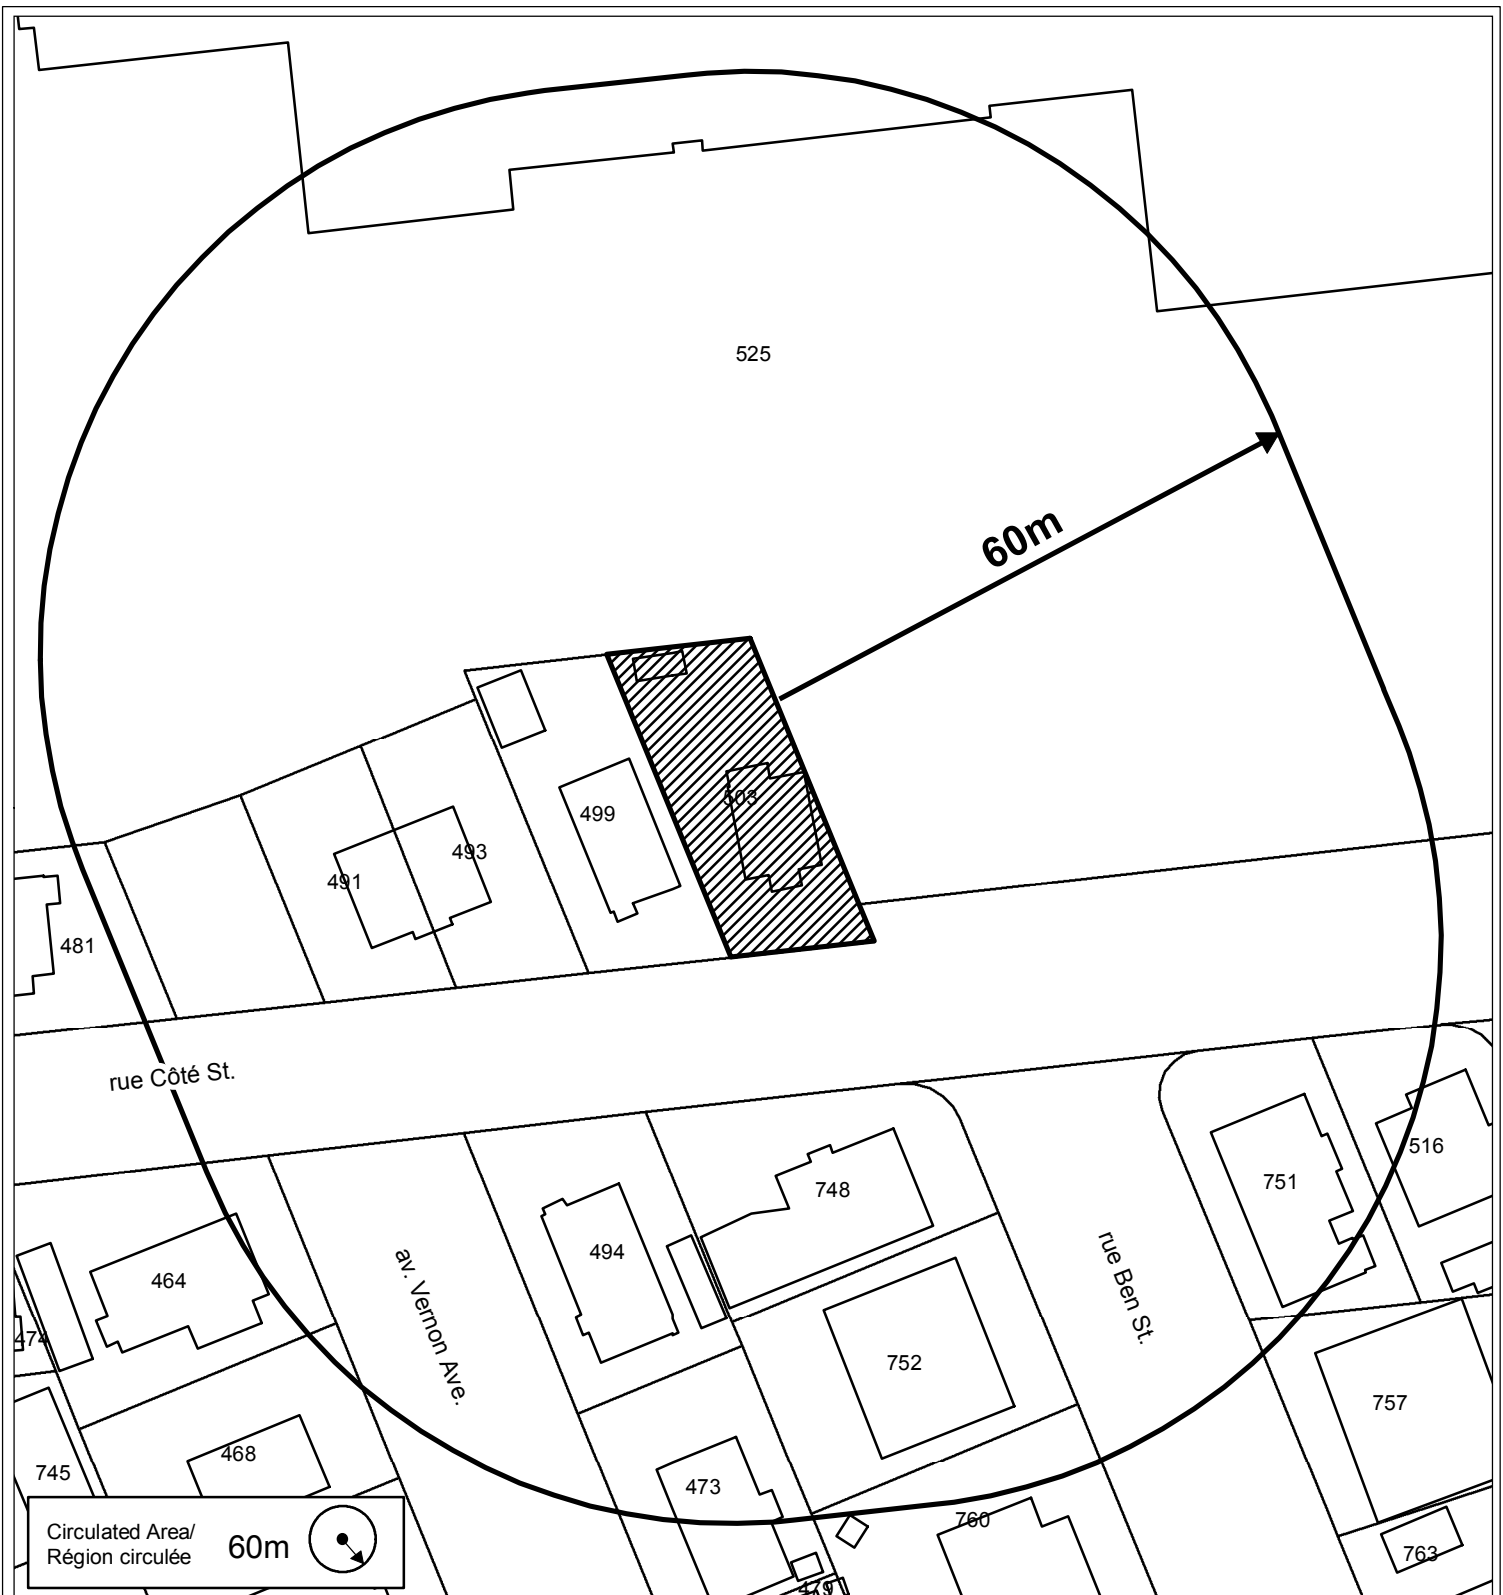 525
60m
503
499
493
491
481
rue Côté St.
516
751
748
494
rue Ben St.
464
av. Vernon Ave.
474
752
757
468
745
473
760
Circulated Area/
Région circulée
60m
763
479